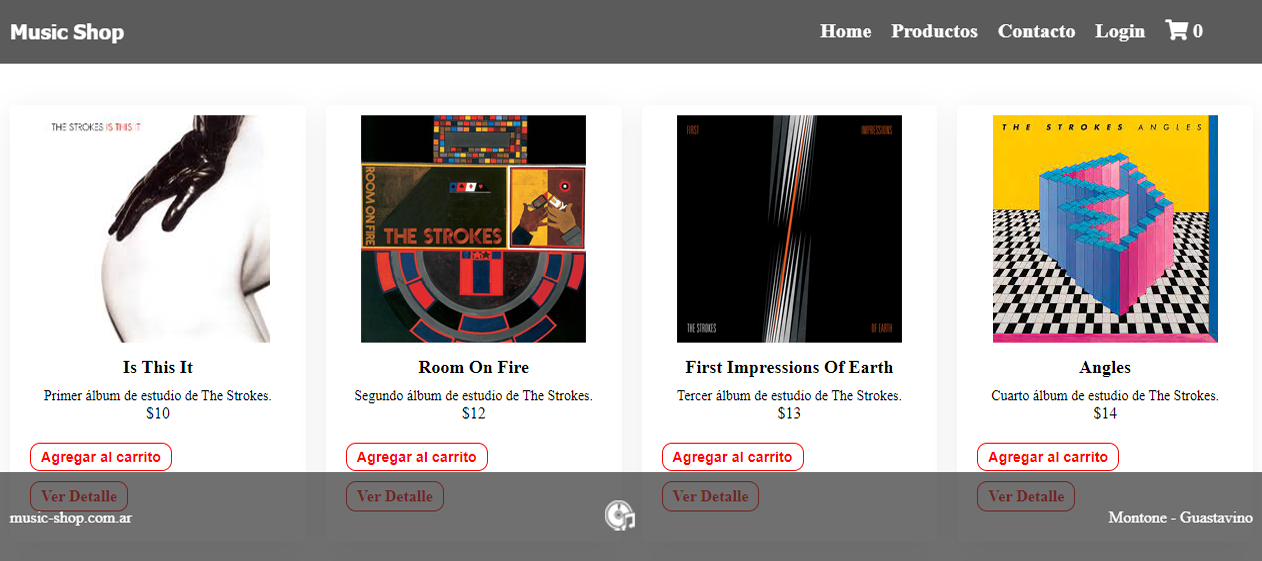 Music Shop
Home Productos Contacto Login 0
THE STROKES IS THIS IT
ROOM ON FIRE
THE STROKES
FIRST IMPRESSIONS
THE STROKES OF EARTH
THE STROKES ANGLES
Is This It
Primer álbum de estudio de The Strokes.
$10
Agregar al carrito
Ver Detalle
Room On Fire
Segundo álbum de estudio de The Strokes.
$12
Agregar al carrito
Ver Detalle
First Impressions Of Earth
Tercer álbum de estudio de The Strokes.
$13
Agregar al carrito
Ver Detalle
Angles
Cuarto álbum de estudio de The Strokes.
$14
Agregar al carrito
Ver Detalle
music-shop.com.ar
Montone - Guastavino